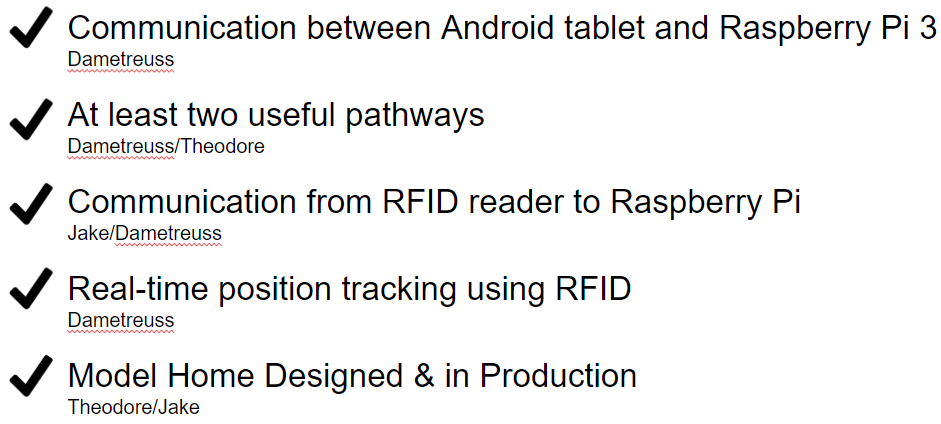 Communication between Android tablet and Raspberry Pi 3
Dametreuss
At least two useful pathways
Dametreuss/Theodore
Communication from RFID reader to Raspberry Pi
Jake/Dametreuss
Real-time position tracking using RFID
Dametreuss
Model Home Designed & in Production
Theodore/Jake